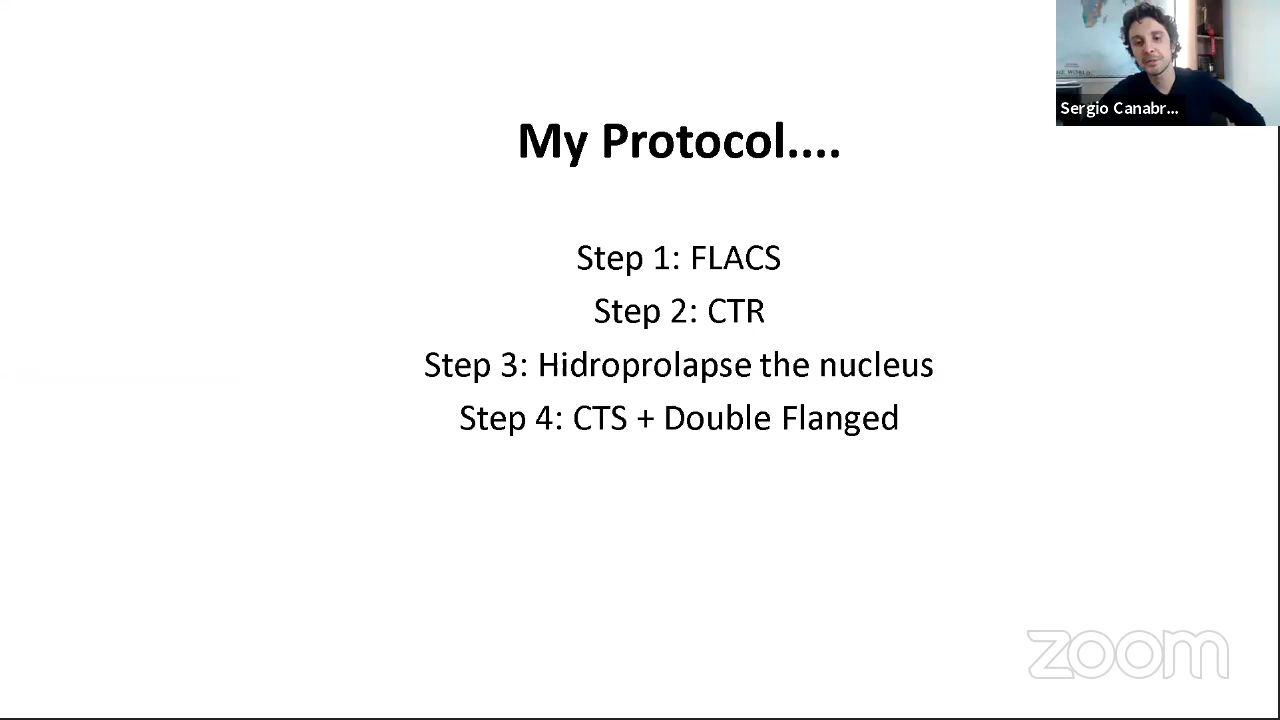 Sergio Canabr...
My Protocol....
Step 1: FLACS
Step 2: CTR
Step 3: Hidroprolapse the nucleus
Step 4: CTS + Double Flanged
zoom